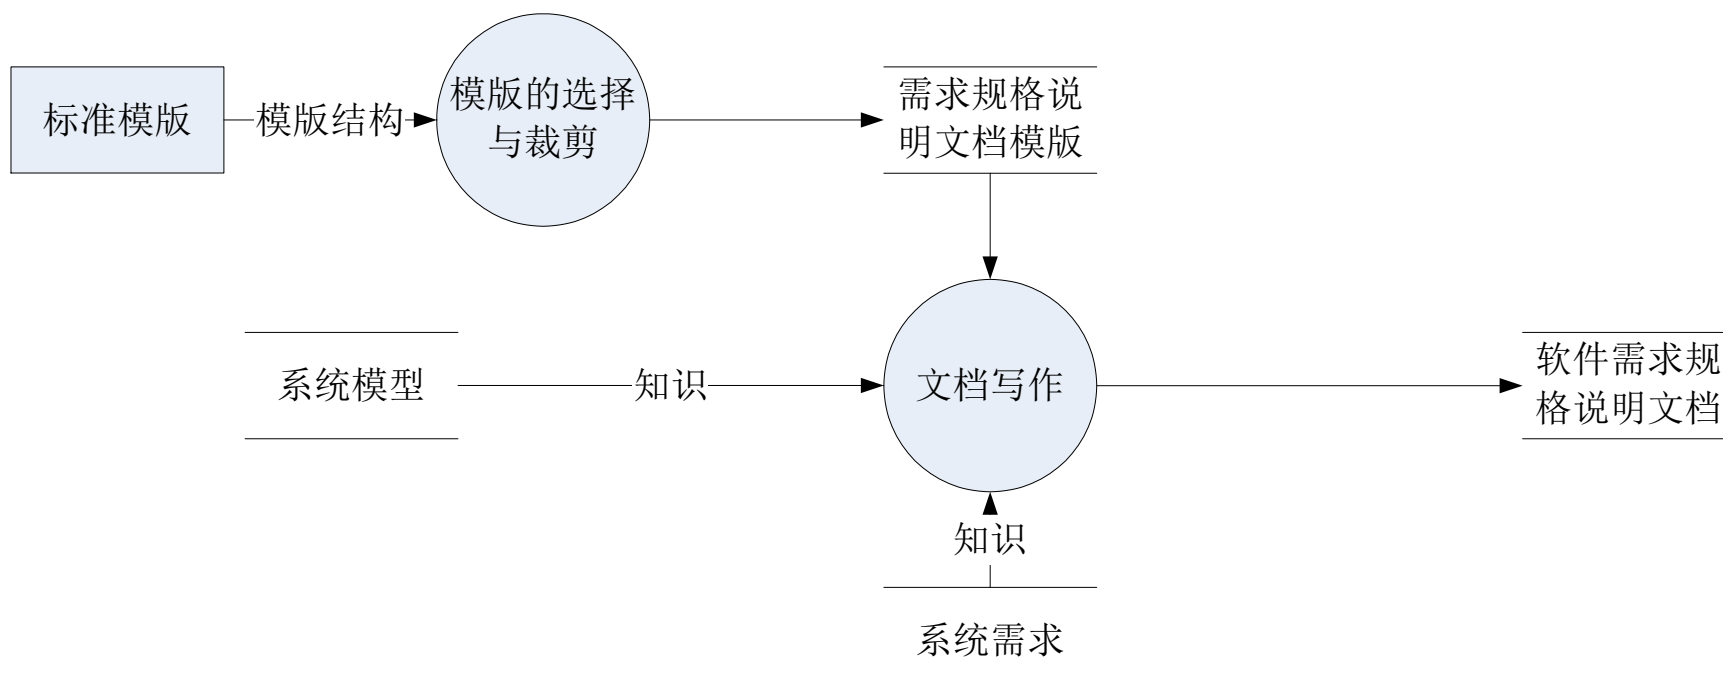 标准模版
模版结构
模版的选择
与裁剪
需求规格说
明文档模版
系统模型
知识
文档写作
软件需求规
格说明文档
知识
系统需求